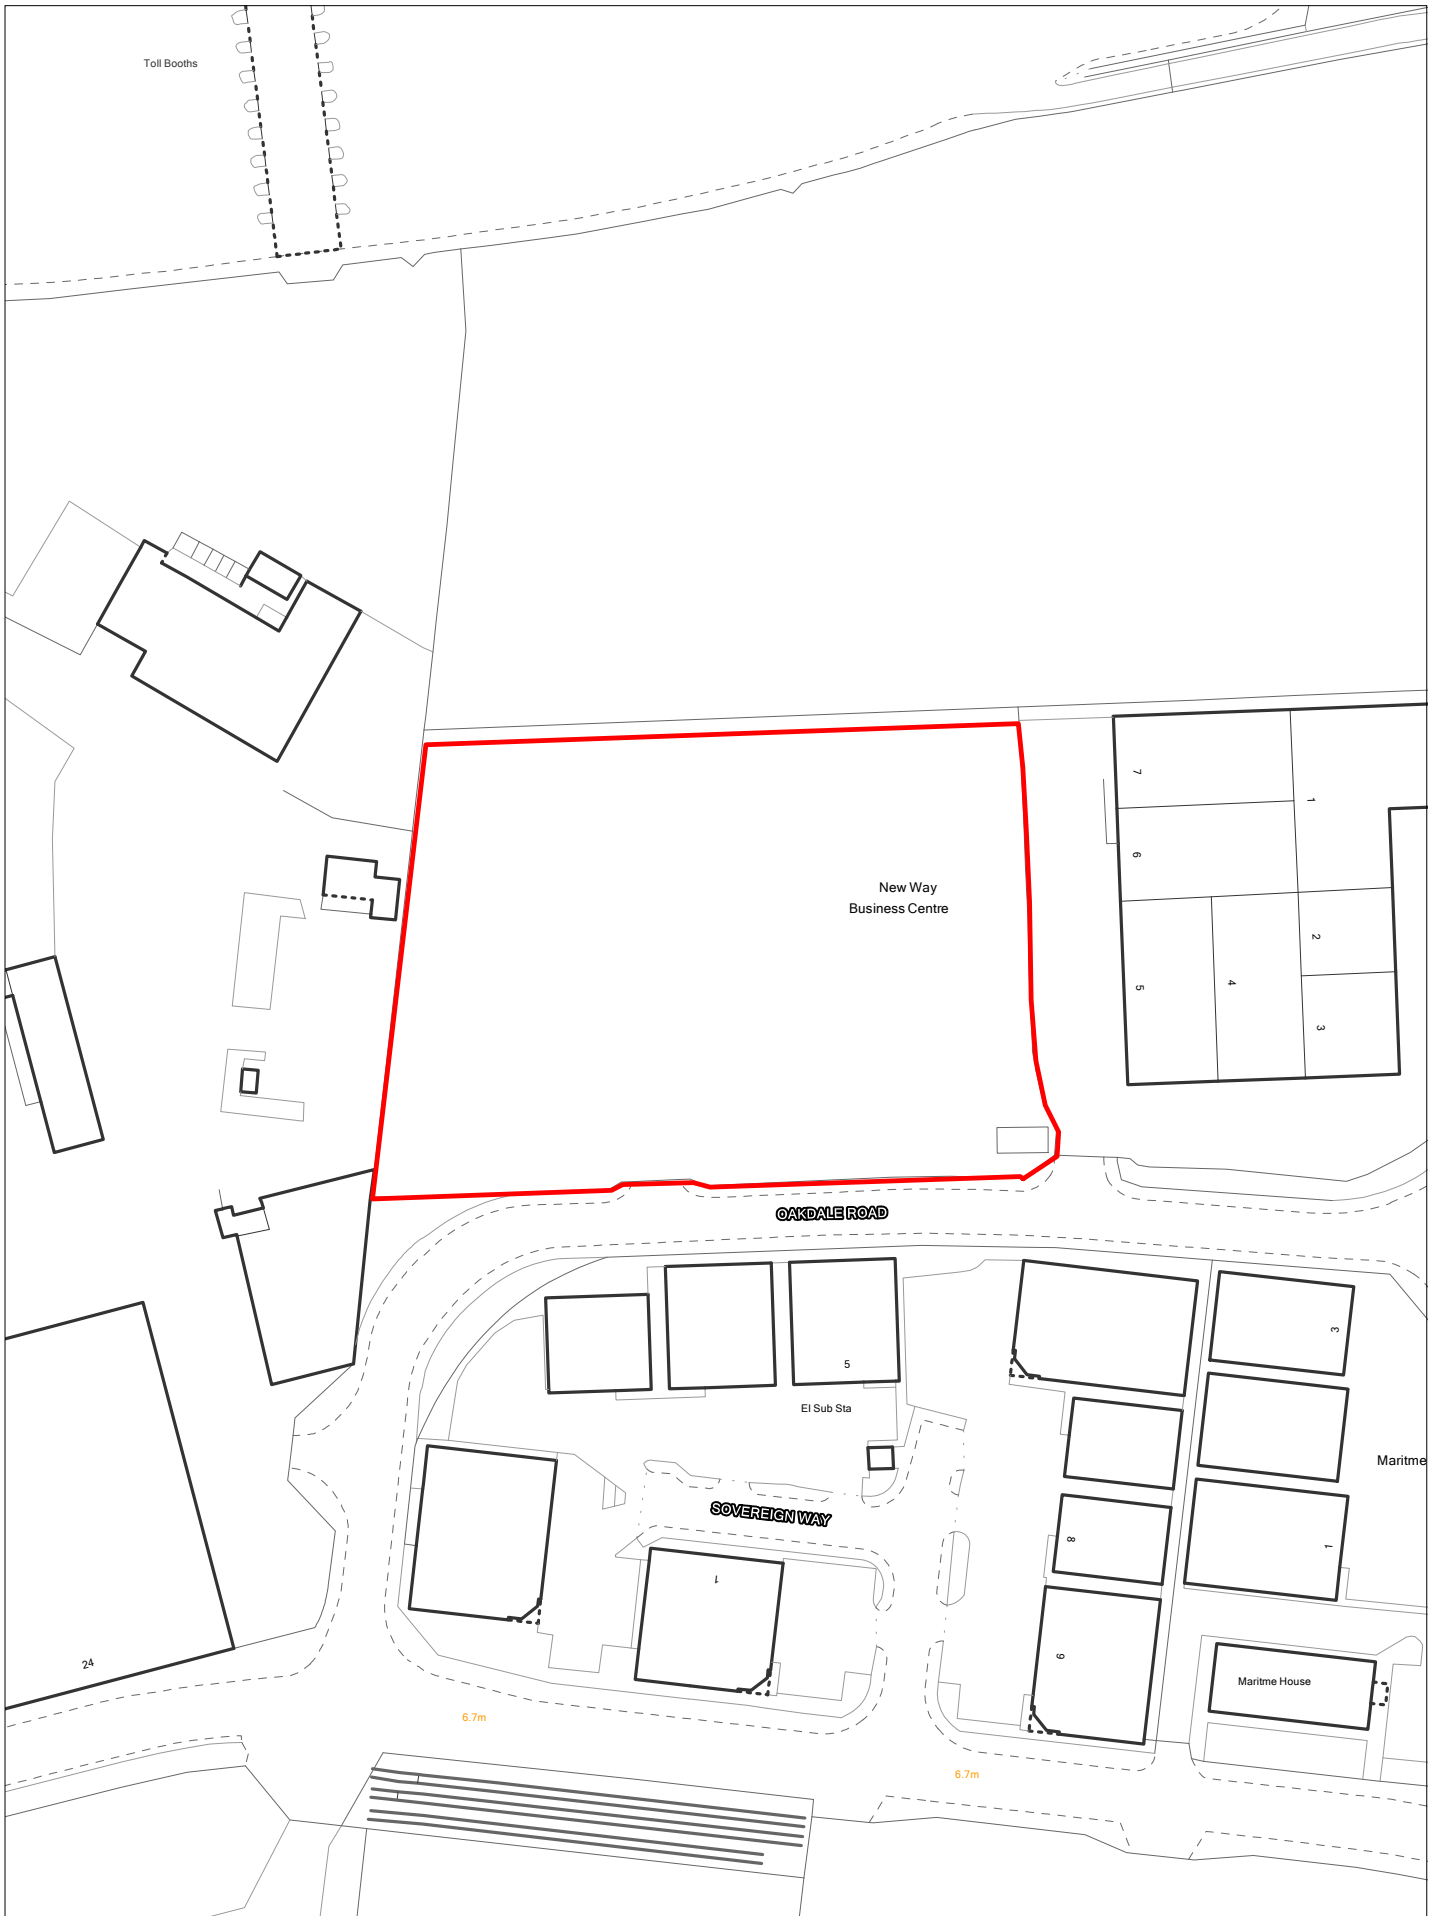 Toll Booths
7
1
New Way
6
Business Centre
2
4
5
3
OAKDALE ROAD
3
5
El Sub Sta
Maritme
SOVEREIGN WAY
8
1
1
9
24
Maritme House
6.7m
6.7m